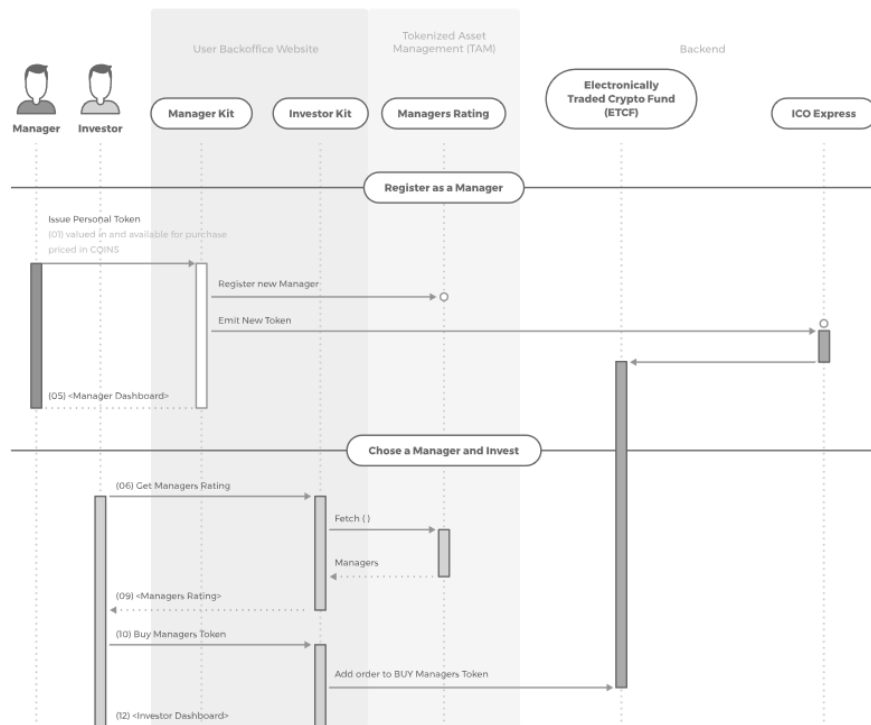 Tokenized Asset
User Backoffice Website
Management (TAM)
Backend
Electronically
Traded Crypto Fund
(ETCF)
Manager
Investor
Manager Kit
Investor Kit
Managers Rating
ICO Express
Register as a Manager
Issue Personal Token
(01) valued in and available for purchase
priced in COINS
Register new Manager
Emit New Token
(05) <Manager Dashboard>
Chose a Manager and Invest
(06) Get Managers Rating
Fetch ( )
Managers
(09) <Managers Rating>
(10) Buy Managers Token
Add order to BUY Managers Token
(12) <Investor Dashboard>